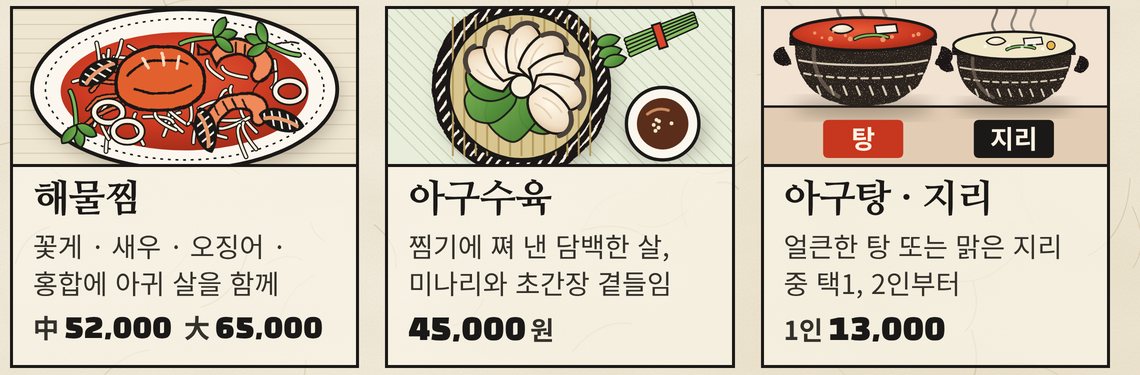 해물찜
꽃게 · 새우 · 오징어 ·
홍합에 아귀 살을 함께
中 52,000 大 65,000
아구수육
찜기에 쪄 낸 담백한 살,
미나리와 초간장 곁들임
45,000 원
탕
지리
아구탕 · 지리
얼큰한 탕 또는 맑은 지리
중 택1, 2인부터
1인 13,000